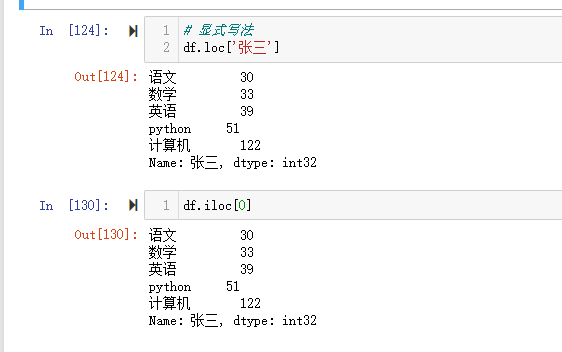 In [124]:
1 # 显式写法
2 df.loc['张三']
Out[124]: 语文 30
数学 33
英语 39
python 51
计算机 122
Name: 张三, dtype: int32
In [130]:
1 df.iloc[0]
Out[130]: 语文 30
数学 33
英语 39
python 51
计算机 122
Name: 张三, dtype: int32